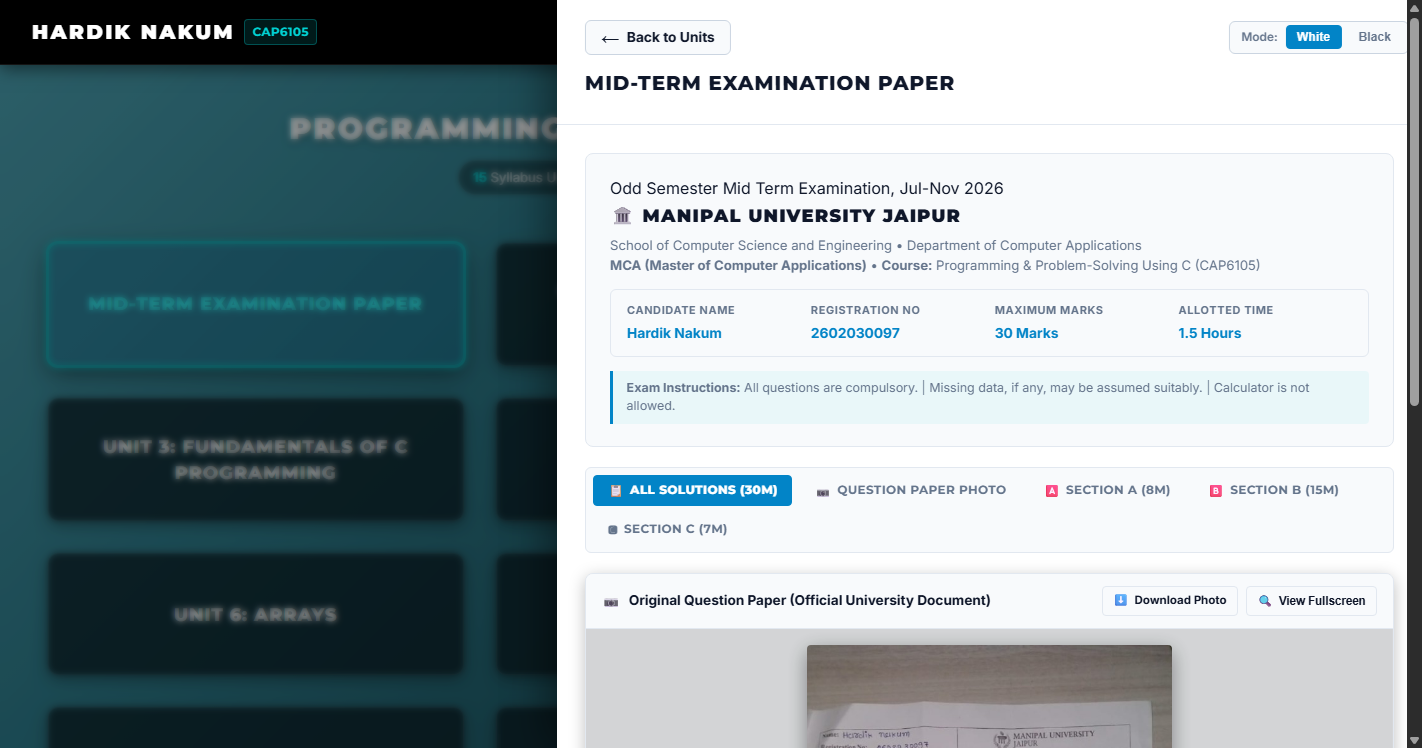 HARDIK NAKUM CAP6105
PROGRAMMING
15 Syllabus U
MID-TERM EXAMINATION PAPER
UNIT 3: FUNDAMENTALS OF C
PROGRAMMING
UNIT 6: ARRAYS
← Back to Units
Mode: White Black
MID-TERM EXAMINATION PAPER
Odd Semester Mid Term Examination, Jul-Nov 2026
MANIPAL UNIVERSITY JAIPUR
School of Computer Science and Engineering • Department of Computer Applications
MCA (Master of Computer Applications) • Course: Programming & Problem-Solving Using C (CAP6105)
CANDIDATE NAME REGISTRATION NO MAXIMUM MARKS ALLOTTED TIME
Hardik Nakum 2602030097 30 Marks 1.5 Hours
Exam Instructions: All questions are compulsory. | Missing data, if any, may be assumed suitably. | Calculator is not
allowed.
ALL SOLUTIONS (30M) QUESTION PAPER PHOTO A SECTION A (8M) B SECTION B (15M)
SECTION C (7M)
Original Question Paper (Official University Document) Download Photo View Fullscreen
MANIPAL UNIVERSITY
JAIPUR